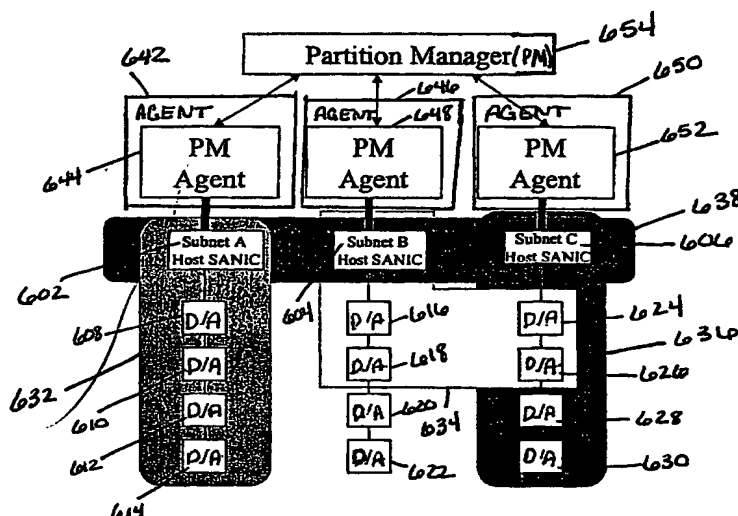 654
Partition Manager(PM)
642
646
650
AGENT
AGENT
648
AGENT
652
PM
Agent
PM
Agent
PM
Agent
644
638
Subnet A
Host SANIC
Subnet B
Host SANIC
Subnet C
Host SANIC
606
602
604
608
D/A
D/A
616
D/A
624
636
D/A
D/A
618
D/A
626
632
610
D/A
D/A
620
634
D/A
628
612
D/A
D/A
622
D/A
630
614